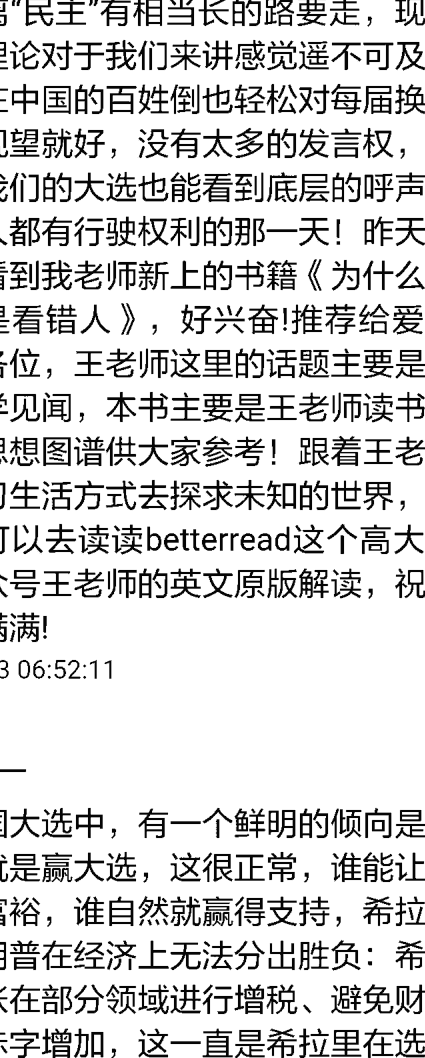 “民主”有相当长的路要走，现
理论对于我们来讲感觉遥不可及
在中国的百姓倒也轻松对每届换
观望就好，没有太多的发言权，
我们的大选也能看到底层的呼声
人都有行驶权利的那一天！昨天
看到我老师新上的书籍《为什么
是看错人》，好兴奋!推荐给爱
各位，王老师这里的话题主要是
学见闻，本书主要是王老师读书
思想图谱供大家参考！跟着王老
习生活方式去探求未知的世界，
可以去读读betterread这个高大
众号王老师的英文原版解读，祝
满满!
3 06:52:11
一
国大选中，有一个鲜明的倾向是
就是赢大选，这很正常，谁能让
富裕，谁自然就赢得支持，希拉
朗普在经济上无法分出胜负：希
张在部分领域进行增税、避免财
赤字增加，这一直是希拉里在选